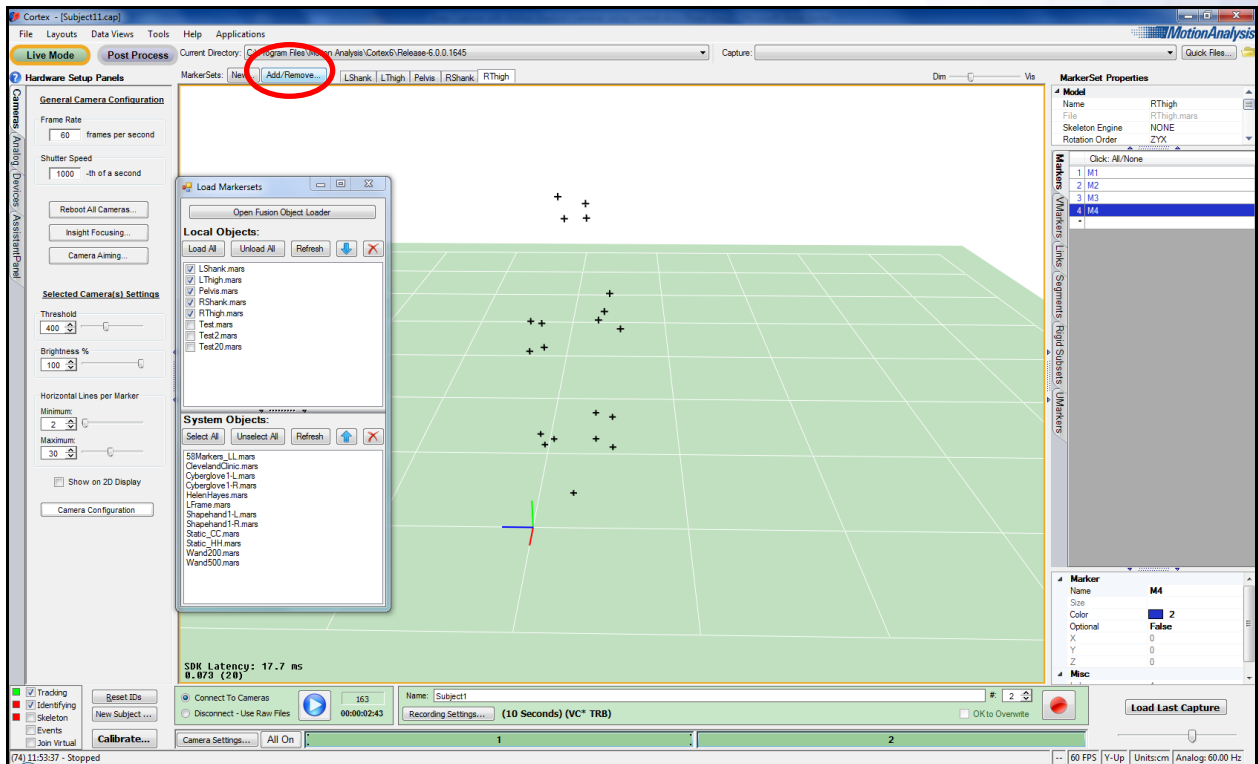 Cortex - [Subject11.cap]
File Layouts Data Views Tools Help Applications
MotionAnalysis
Live Mode Post Process Current Directory: C:\Program Files\Motion Analysis\Cortex6\Release-6.0.0.1645 Capture: Quick Files...
Hardware Setup Panels MarkerSets: New... Add/Remove... LShank LThigh Pelvis RShank RThigh Dim Vis MarkerSet Properties
Cameras
Analog
Devices
AssistantPanel
General Camera Configuration
Frame Rate
60 frames per second
Shutter Speed
1000 -th of a second
Reboot All Cameras...
Insight Focusing...
Camera Aiming...
Selected Camera(s) Settings
Threshold
400
Brightness %
100
Horizontal Lines per Marker
Minimum:
2
Maximum:
30
Show on 2D Display
Camera Configuration
Load Markersets
Open Fusion Object Loader
Local Objects:
Load All Unload All Refresh
LShank.mars
LThigh.mars
Pelvis.mars
RShank.mars
RThigh.mars
Test.mars
Test2.mars
Test20.mars
System Objects:
Select All Unselect All Refresh
58Markers_LL.mars
ClevelandClinic.mars
Cyberglove1-L.mars
Cyberglove1-R.mars
HelenHayes.mars
LFrame.mars
Shapehand1-L.mars
Shapehand1-R.mars
Static_CC.mars
Static_HH.mars
Wand200.mars
Wand500.mars
SDK Latency: 17.7 ms
0.073 (20)
Model
Name RThigh
File RThigh.mars
Skeleton Engine NONE
Rotation Order ZYX
Markers
VMarkers
Links
Segments
Rigid Subsets
UMarkers
Click: All/None
1 M1
2 M2
3 M3
4 M4
*
Marker
Name M4
Size
Color 2
Optional False
X 0
Y 0
Z 0
Misc
Tracking
Identifying
Skeleton
Events
Join Virtual
Reset IDs
New Subject ...
Calibrate...
Connect To Cameras
Disconnect - Use Raw Files
163
00:00:02:43
Name: Subject1 #: 2
Recording Settings... (10 Seconds) (VC* TRB) OK to Overwrite
Load Last Capture
Camera Settings... All On 1 2
(74) 11:53:37 - Stopped -- 60 FPS Y-Up Units:cm Analog: 60.00 Hz